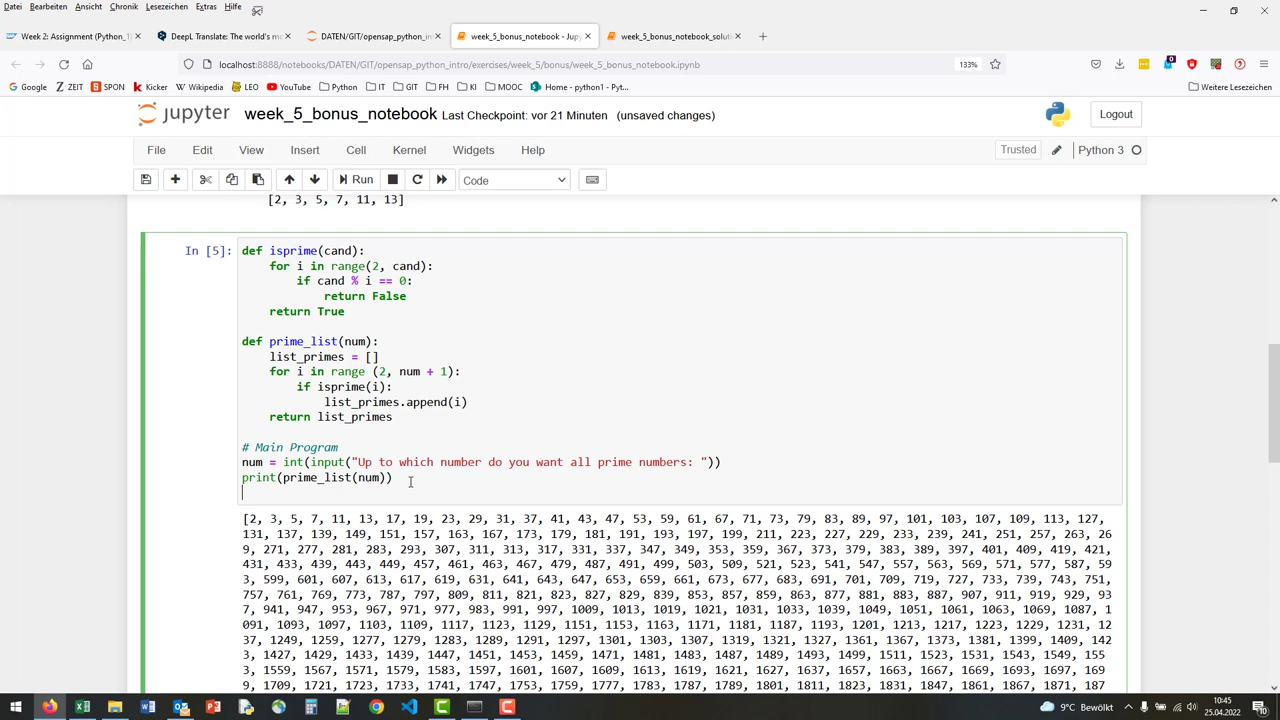 Datei Bearbeiten Ansicht Chronik Lesezeichen Extras Hilfe
Week 2: Assignment (Python_1 DeepL Translate: The world's mo DATEN/GIT/opensap_python_in week_5_bonus_notebook - Jupy week_5_bonus_notebook_soluti
localhost:8888/notebooks/DATEN/GIT/opensap_python_intro/exercises/week_5/bonus/week_5_bonus_notebook.ipynb 133%
Google ZEIT SPON Kicker Wikipedia LEO YouTube Python IT GIT FH KI MOOC Home - python1 - Pyt... Weitere Lesezeichen
jupyter week_5_bonus_notebook Last Checkpoint: vor 21 Minuten (unsaved changes) Logout
File Edit View Insert Cell Kernel Widgets Help Trusted Python 3
Run Code
[2, 3, 5, 7, 11, 13]
In [5]: def isprime(cand):
for i in range(2, cand):
if cand % i == 0:
return False
return True
def prime_list(num):
list_primes = []
for i in range (2, num + 1):
if isprime(i):
list_primes.append(i)
return list_primes
# Main Program
num = int(input("Up to which number do you want all prime numbers: "))
print(prime_list(num))
[2, 3, 5, 7, 11, 13, 17, 19, 23, 29, 31, 37, 41, 43, 47, 53, 59, 61, 67, 71, 73, 79, 83, 89, 97, 101, 103, 107, 109, 113, 127,
131, 137, 139, 149, 151, 157, 163, 167, 173, 179, 181, 191, 193, 197, 199, 211, 223, 227, 229, 233, 239, 241, 251, 257, 263, 26
9, 271, 277, 281, 283, 293, 307, 311, 313, 317, 331, 337, 347, 349, 353, 359, 367, 373, 379, 383, 389, 397, 401, 409, 419, 421,
431, 433, 439, 443, 449, 457, 461, 463, 467, 479, 487, 491, 499, 503, 509, 521, 523, 541, 547, 557, 563, 569, 571, 577, 587, 59
3, 599, 601, 607, 613, 617, 619, 631, 641, 643, 647, 653, 659, 661, 673, 677, 683, 691, 701, 709, 719, 727, 733, 739, 743, 751,
757, 761, 769, 773, 787, 797, 809, 811, 821, 823, 827, 829, 839, 853, 857, 859, 863, 877, 881, 883, 887, 907, 911, 919, 929, 93
7, 941, 947, 953, 967, 971, 977, 983, 991, 997, 1009, 1013, 1019, 1021, 1031, 1033, 1039, 1049, 1051, 1061, 1063, 1069, 1087, 1
091, 1093, 1097, 1103, 1109, 1117, 1123, 1129, 1151, 1153, 1163, 1171, 1181, 1187, 1193, 1201, 1213, 1217, 1223, 1229, 1231, 12
37, 1249, 1259, 1277, 1279, 1283, 1289, 1291, 1297, 1301, 1303, 1307, 1319, 1321, 1327, 1361, 1367, 1373, 1381, 1399, 1409, 142
3, 1427, 1429, 1433, 1439, 1447, 1451, 1453, 1459, 1471, 1481, 1483, 1487, 1489, 1493, 1499, 1511, 1523, 1531, 1543, 1549, 155
3, 1559, 1567, 1571, 1579, 1583, 1597, 1601, 1607, 1609, 1613, 1619, 1621, 1627, 1637, 1657, 1663, 1667, 1669, 1693, 1697, 169
9, 1709, 1721, 1723, 1733, 1741, 1747, 1753, 1759, 1777, 1783, 1787, 1789, 1801, 1811, 1823, 1831, 1847, 1861, 1867, 1871, 187
9°C Bewölkt 10:45
25.04.2022